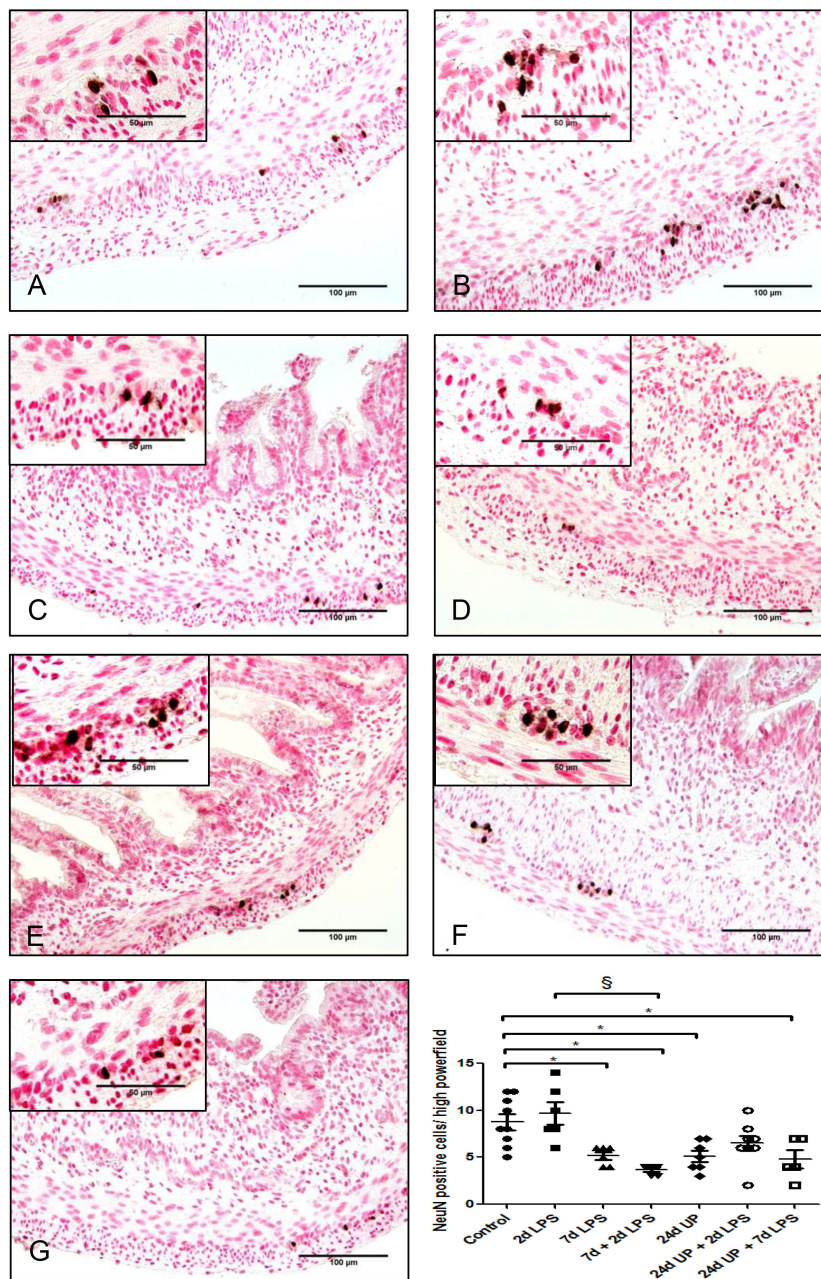 50 µm
100 µm
A
50 µm
100 µm
B
50 µm
100 µm
C
50 µm
100 µm
D
50 µm
100 µm
E
50 µm
100 µm
F
50 µm
100 µm
G
§
*
*
*
*
NeuN positive cells/ high powerfield
15
10
5
0
Control
2d LPS
7d LPS
7d + 2d LPS
24d UP
24d UP + 2d LPS
24d UP + 7d LPS